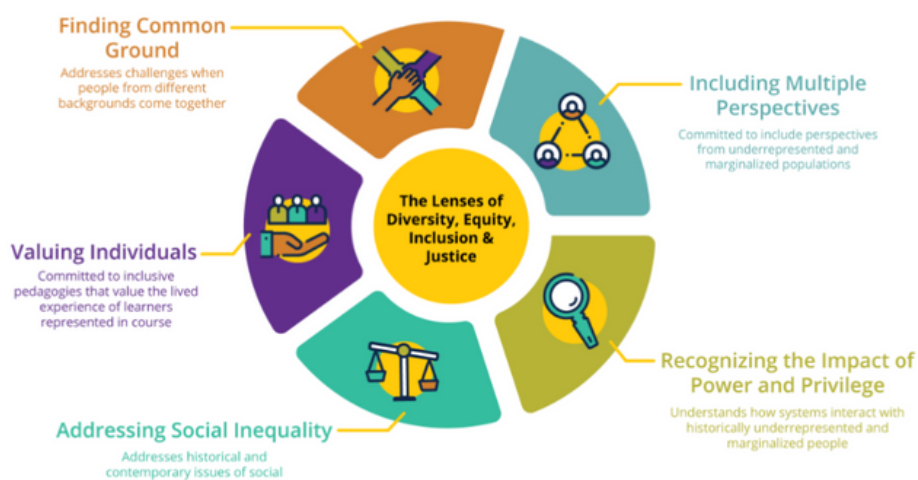 Finding Common
Ground
Addresses challenges when
people from different
backgrounds come together
Including Multiple
Perspectives
Committed to include perspectives
from underrepresented and
marginalized populations
The Lenses of
Diversity, Equity,
Inclusion &
Justice
Valuing Individuals
Committed to inclusive
pedagogies that value the lived
experience of learners
represented in course
Recognizing the Impact of
Power and Privilege
Understands how systems interact with
historically underrepresented and
marginalized people
Addressing Social Inequality
Addresses historical and
contemporary issues of social